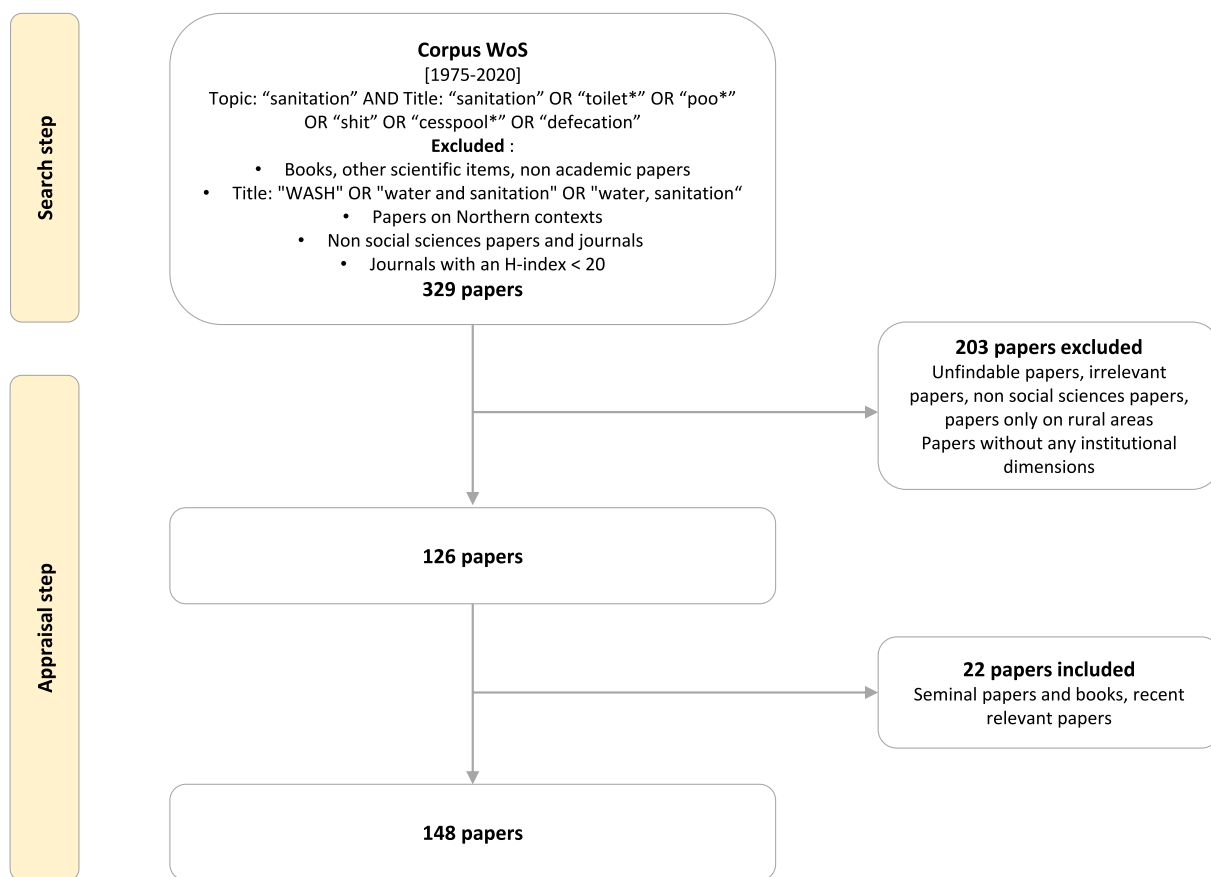 Search step
Corpus WoS
[1975-2020]
Topic: “sanitation” AND Title: “sanitation” OR “toilet*” OR “poo*”
OR “shit” OR “cesspool*” OR “defecation”
Excluded :
• Books, other scientific items, non academic papers
• Title: "WASH" OR "water and sanitation" OR "water, sanitation“
• Papers on Northern contexts
• Non social sciences papers and journals
• Journals with an H-index < 20
329 papers
203 papers excluded
Unfindable papers, irrelevant
papers, non social sciences papers,
papers only on rural areas
Papers without any institutional
dimensions
Appraisal step
126 papers
22 papers included
Seminal papers and books, recent
relevant papers
148 papers